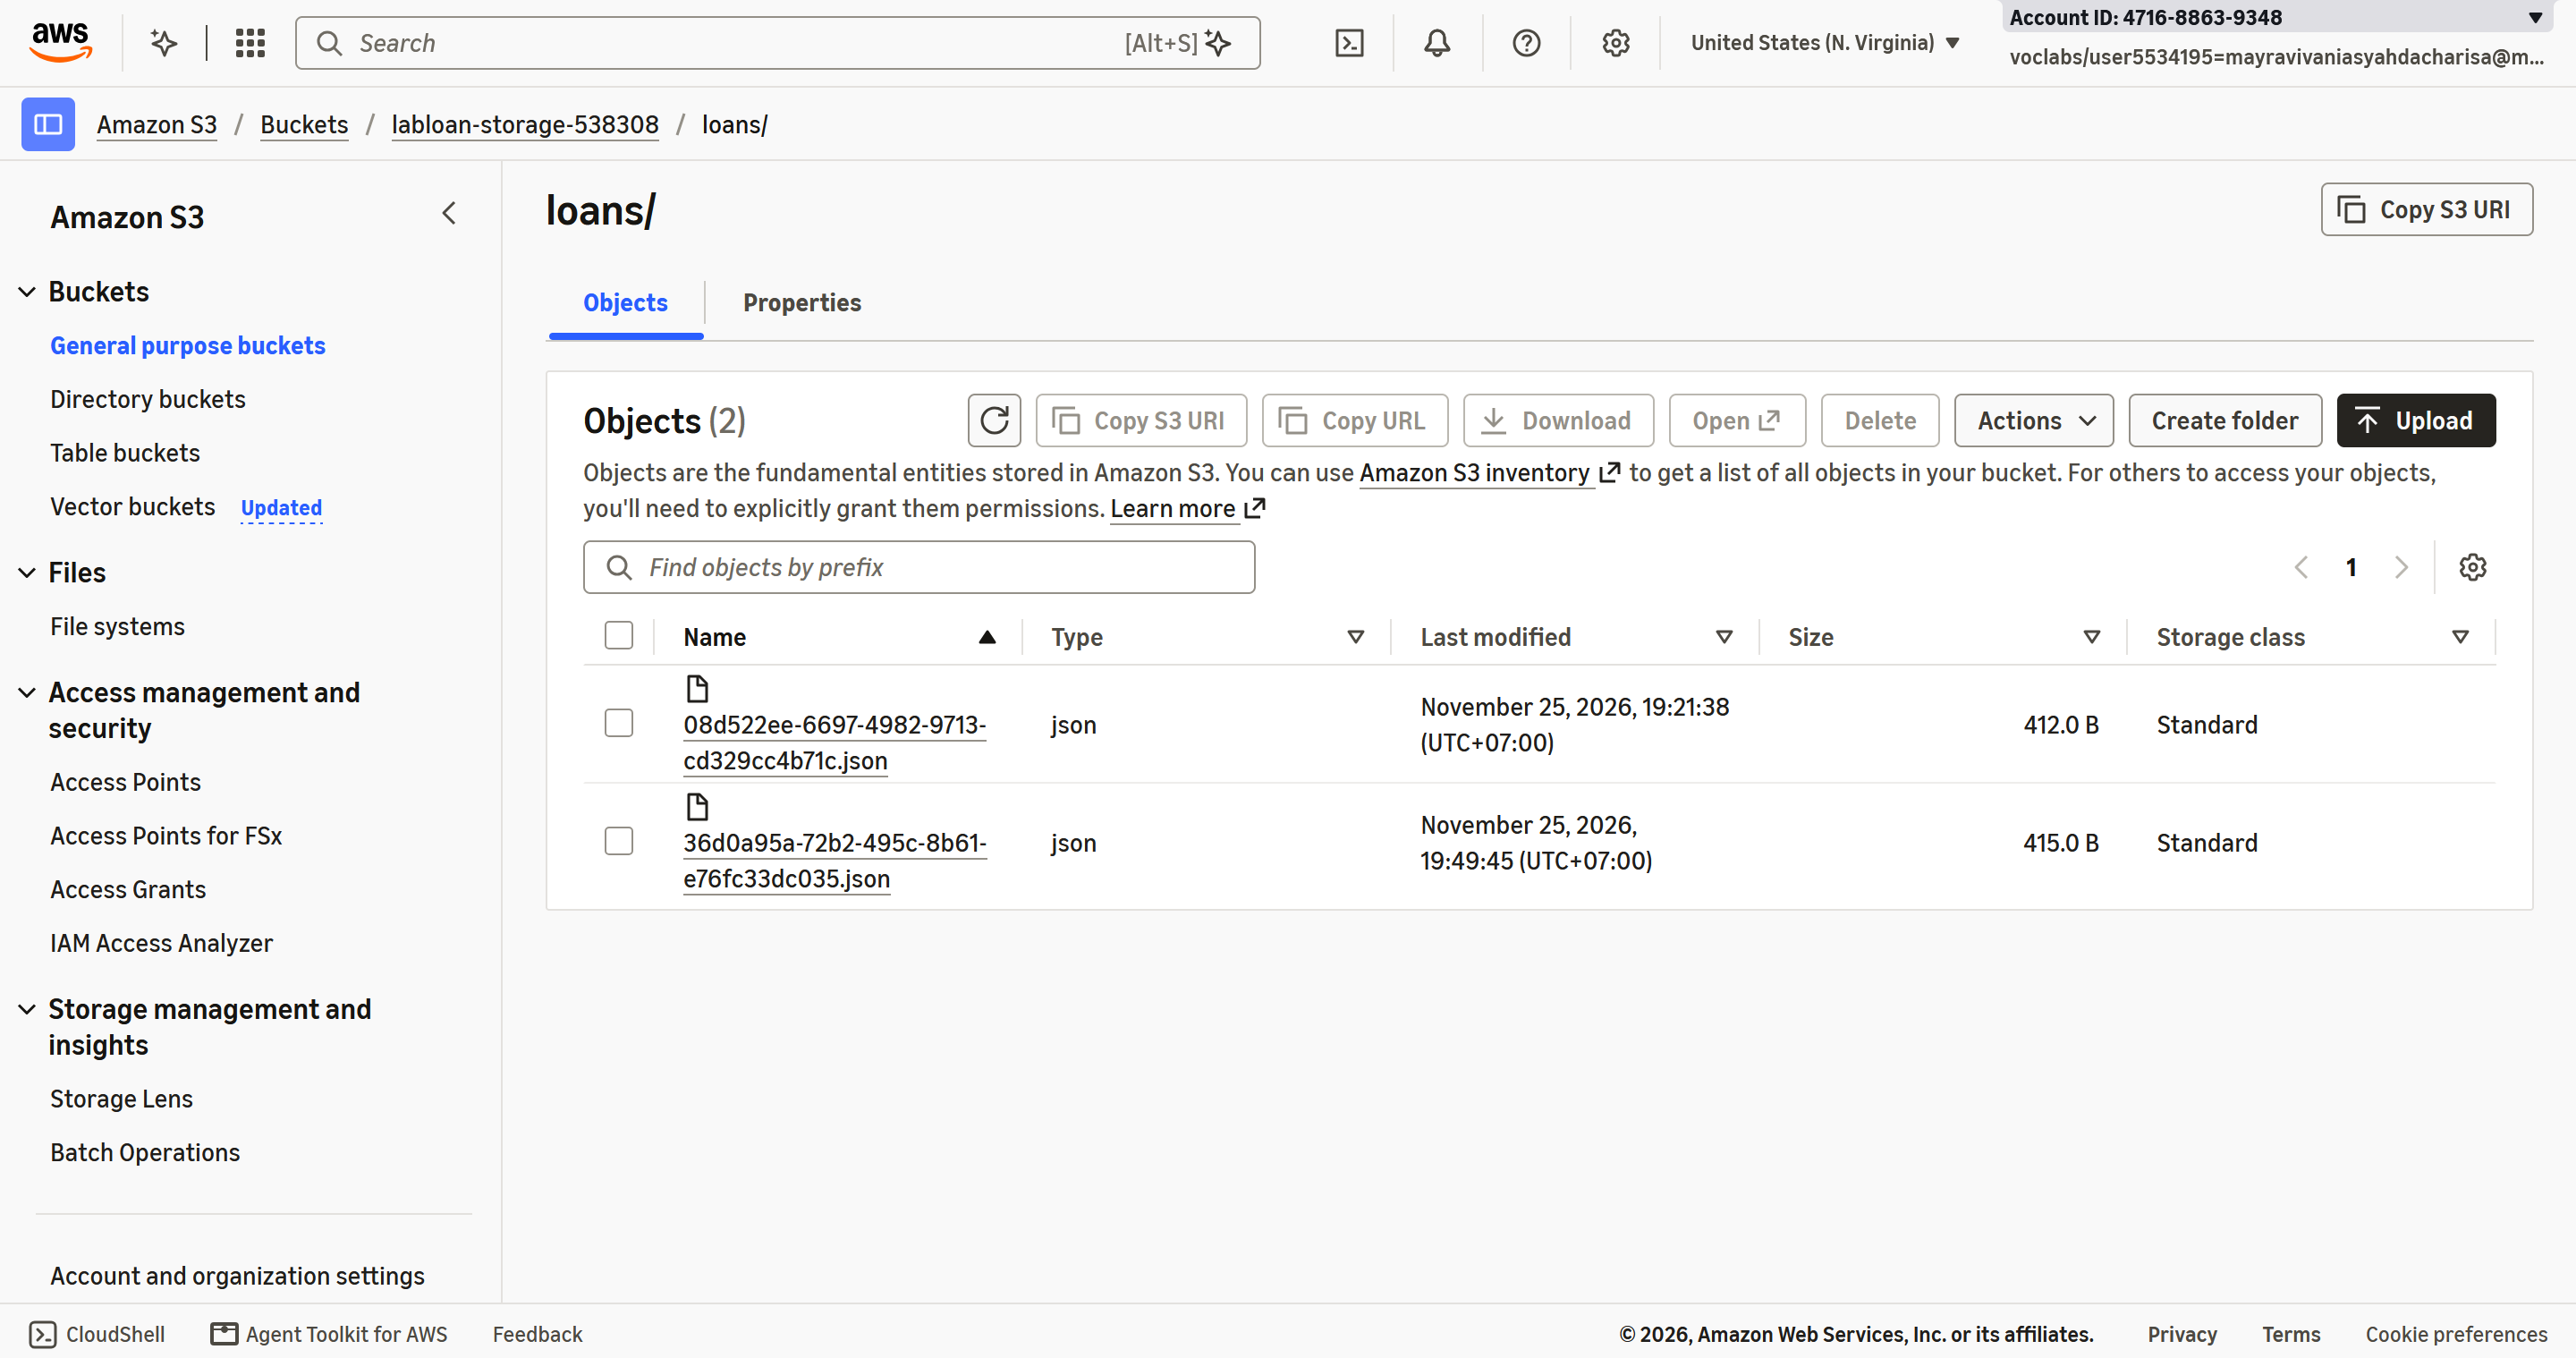 aws
Search
[Alt+S]
United States (N. Virginia)
Account ID: 4716-8863-9348
voclabs/user5534195=mayravivaniasyahdacharisa@m...
Amazon S3 / Buckets / labloan-storage-538308 / loans/
Amazon S3
Buckets
General purpose buckets
Directory buckets
Table buckets
Vector buckets Updated
Files
File systems
Access management and
security
Access Points
Access Points for FSx
Access Grants
IAM Access Analyzer
Storage management and
insights
Storage Lens
Batch Operations
Account and organization settings
loans/
Copy S3 URI
Objects
Properties
Objects (2)
Copy S3 URI
Copy URL
Download
Open
Delete
Actions
Create folder
Upload
Objects are the fundamental entities stored in Amazon S3. You can use Amazon S3 inventory to get a list of all objects in your bucket. For others to access your objects,
you'll need to explicitly grant them permissions. Learn more
Find objects by prefix
1
Name Type Last modified Size Storage class
08d522ee-6697-4982-9713-
cd329cc4b71c.json
json
November 25, 2026, 19:21:38
(UTC+07:00)
412.0 B
Standard
36d0a95a-72b2-495c-8b61-
e76fc33dc035.json
json
November 25, 2026,
19:49:45 (UTC+07:00)
415.0 B
Standard
CloudShell
Agent Toolkit for AWS
Feedback
© 2026, Amazon Web Services, Inc. or its affiliates.
Privacy
Terms
Cookie preferences